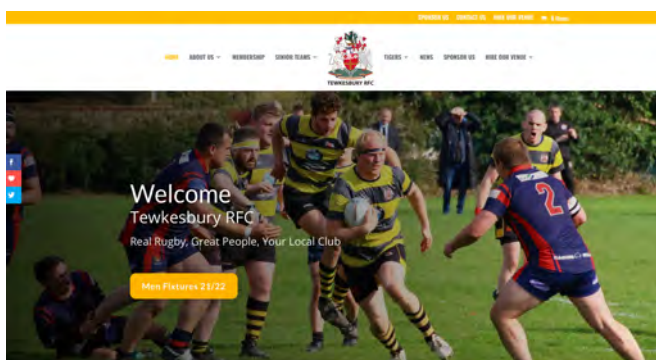 SPONSOR US CONTACT US HIRE OUR VENUE 0 Items
HOME ABOUT US MEMBERSHIP SENIOR TEAMS TIGERS NEWS SPONSOR US HIRE OUR VENUE
TEWKESBURY RFC
Welcome
Tewkesbury RFC
Real Rugby, Great People, Your Local Club
Men Fixtures 21/22
2